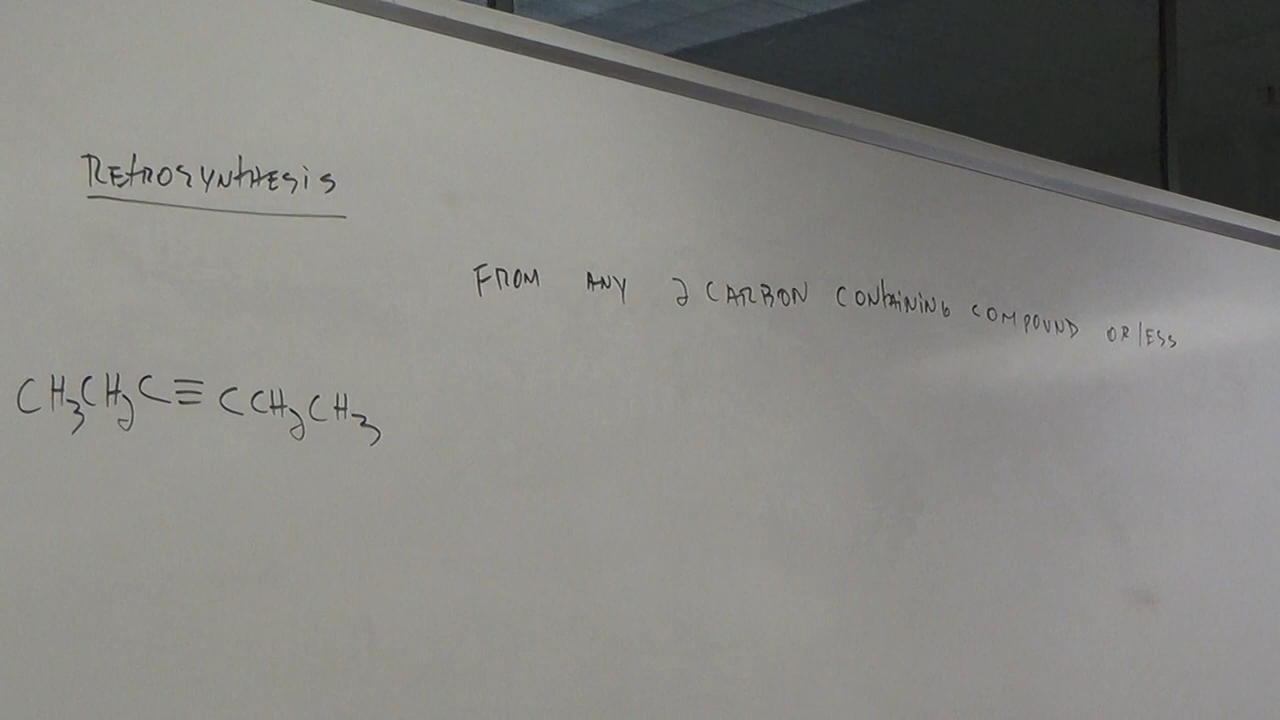 RETROSYNTHESIS
FROM ANY 2 CARBON CONTAINING COMPOUND OR LESS
CH₃CH₂C≡CCH₂CH₃